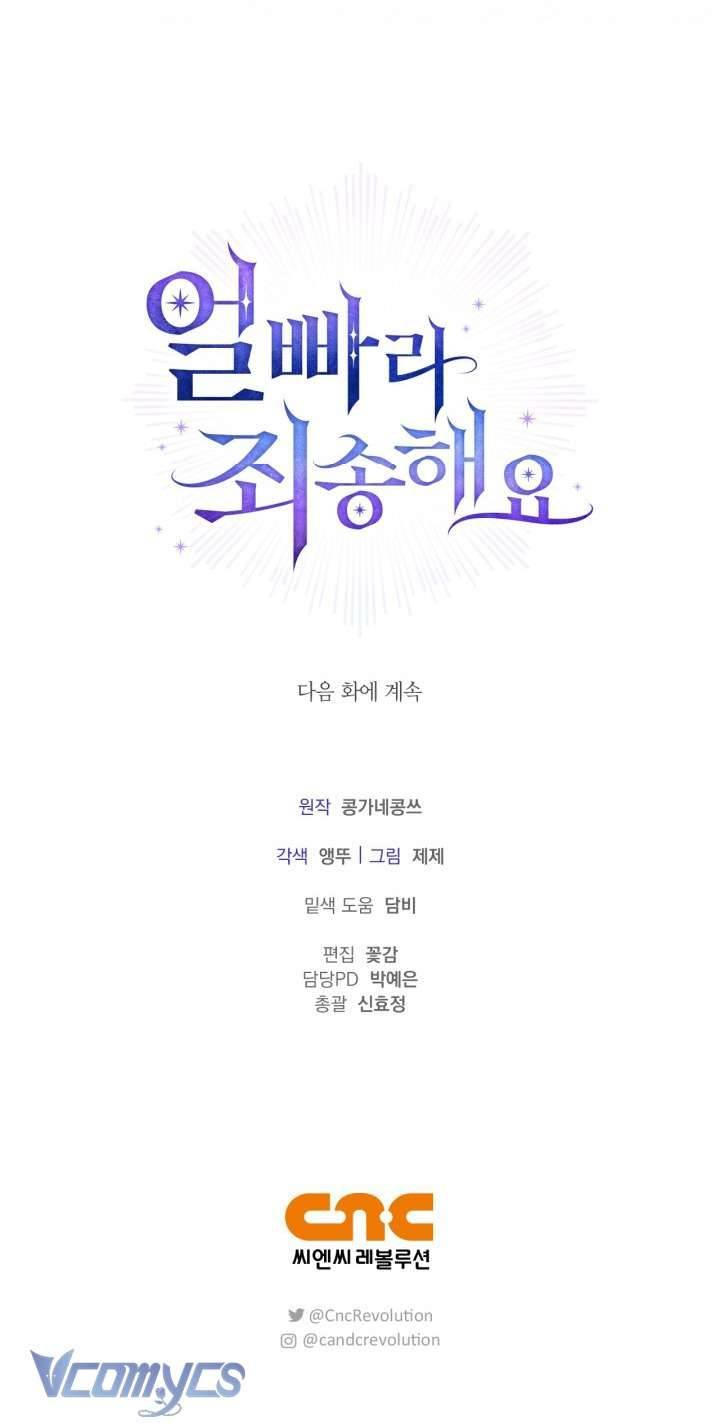 얼빠라
죄송해요
다음 화에 계속
원작 콩가네콩쓰
각색 앵뚜 | 그림 제제
밑색 도움 담비
편집 꽃감
담당PD 박예은
총괄 신효정
cnc
씨엔씨 레볼루션
@CncRevolution
@candcrevolution
Vcomycs